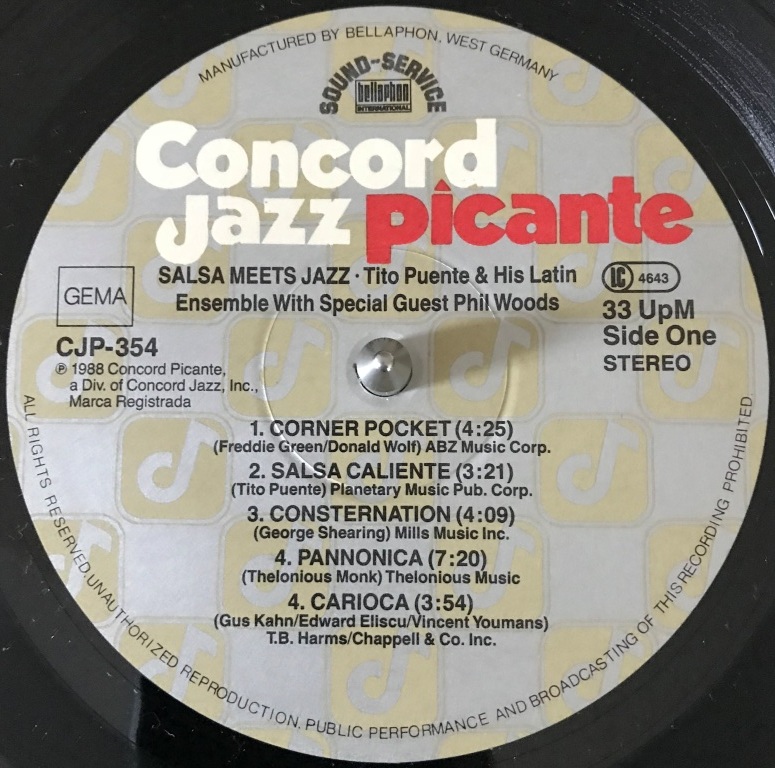 MANUFACTURED BY BELLAPHON, WEST GERMANY
SOUND-SERVICE
bellaphon
INTERNATIONAL
Concord
Jazz picante
GEMA
SALSA MEETS JAZZ · Tito Puente & His Latin
Ensemble With Special Guest Phil Woods
LC 4643
33 UpM
Side One
STEREO
CJP-354
℗ 1988 Concord Picante,
a Div. of Concord Jazz, Inc.,
Marca Registrada
1. CORNER POCKET (4:25)
(Freddie Green/Donald Wolf) ABZ Music Corp.
2. SALSA CALIENTE (3:21)
(Tito Puente) Planetary Music Pub. Corp.
3. CONSTERNATION (4:09)
(George Shearing) Mills Music Inc.
4. PANNONICA (7:20)
(Thelonious Monk) Thelonious Music
4. CARIOCA (3:54)
(Gus Kahn/Edward Eliscu/Vincent Youmans)
T.B. Harms/Chappell & Co. Inc.
ALL RIGHTS RESERVED. UNAUTHORIZED REPRODUCTION, PUBLIC PERFORMANCE AND BROADCASTING OF THIS RECORDING PROHIBITED